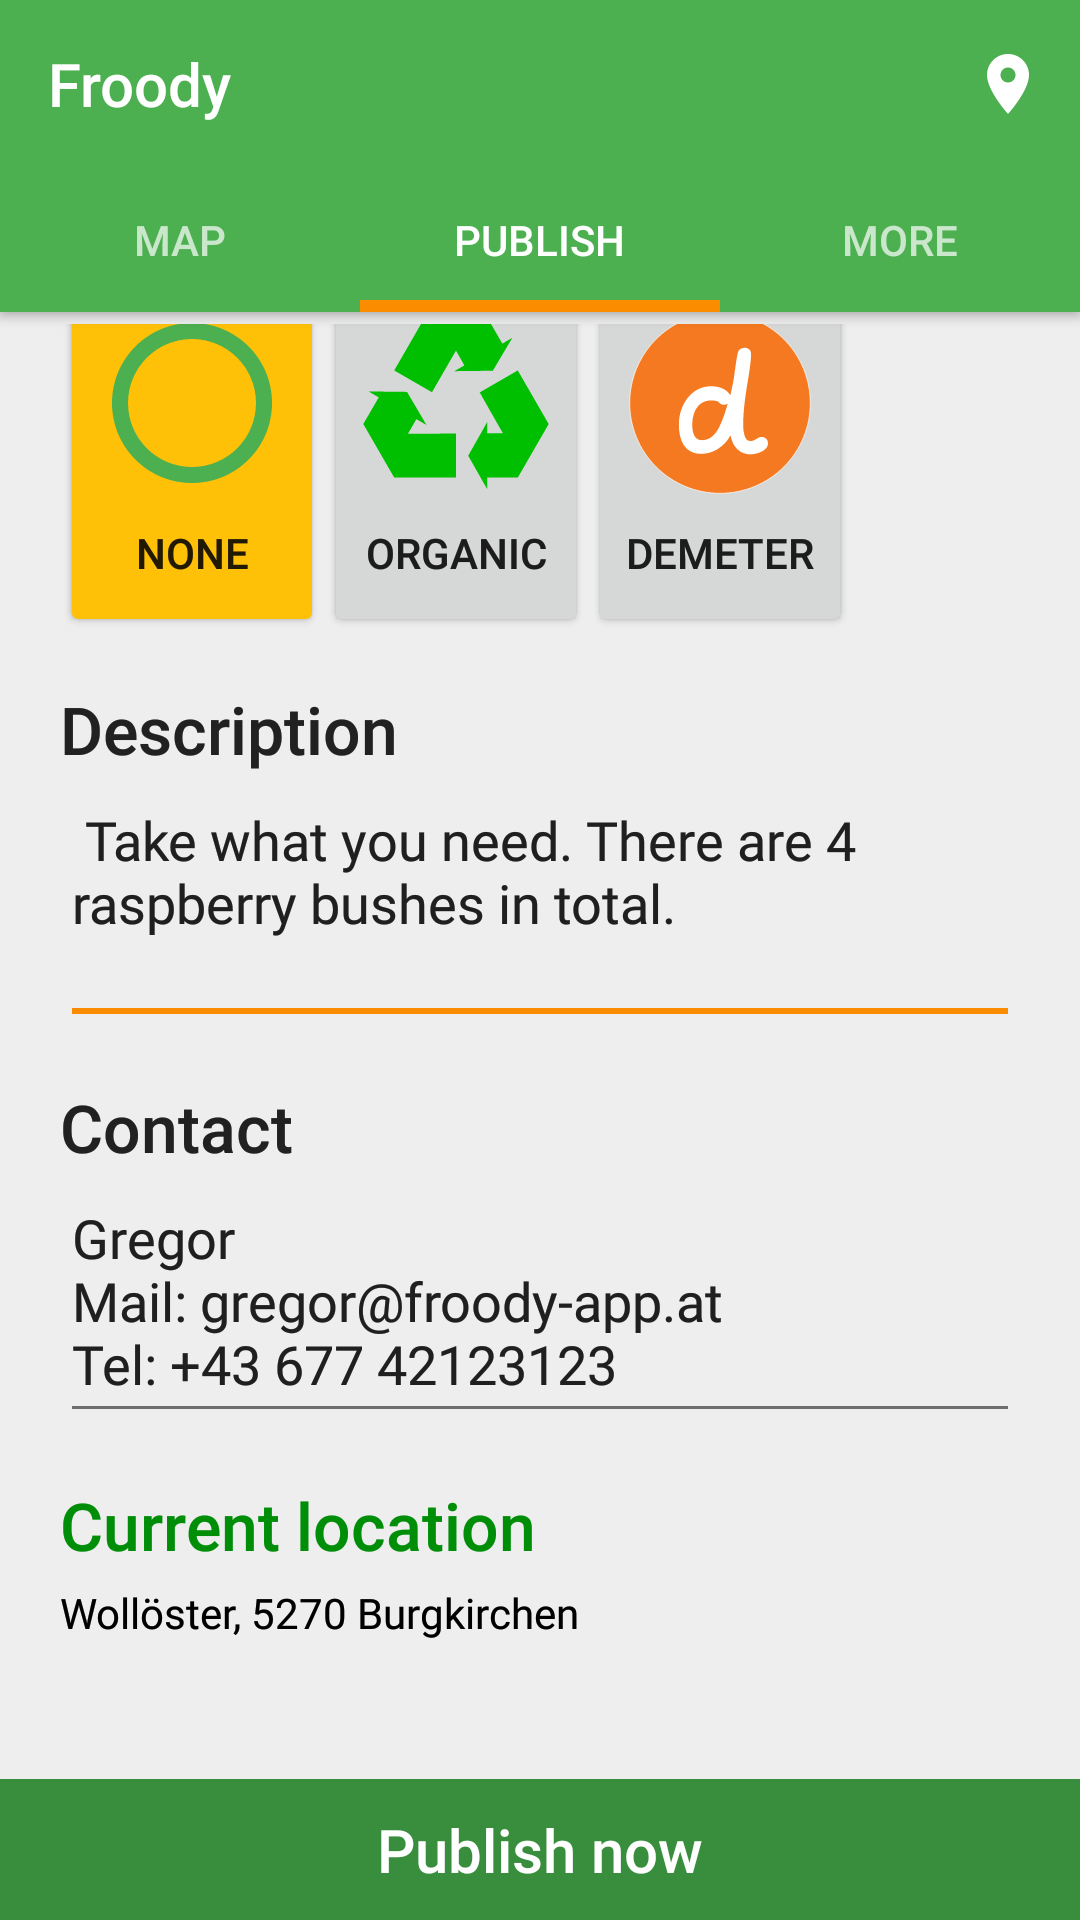 Froody
MAP PUBLISH MORE
d
NONE ORGANIC DEMETER
Description
Take what you need. There are 4
raspberry bushes in total.
Contact
Gregor
Mail: gregor@froody-app.at
Tel: +43 677 42123123
Current location
Wollöster, 5270 Burgkirchen
Publish now